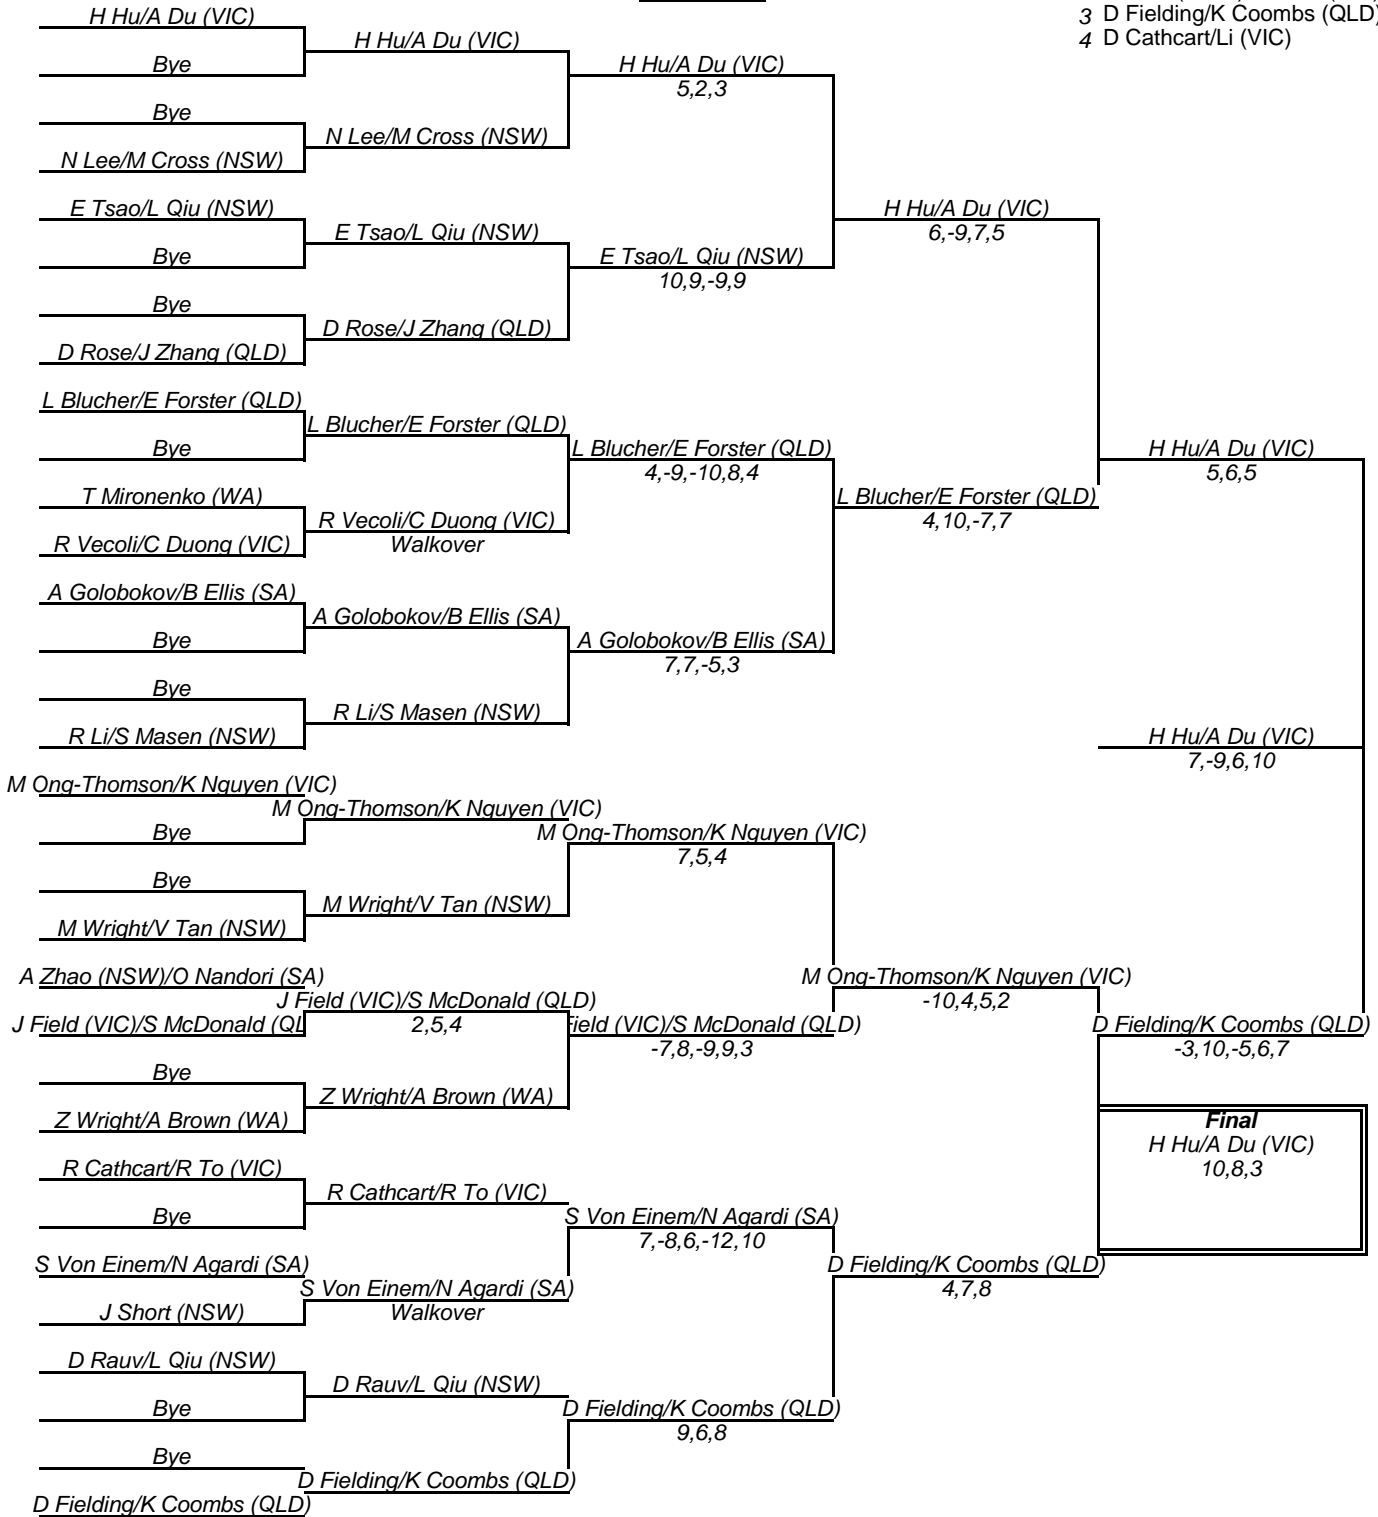 3 D Fielding/K Coombs (QLD)
4 D Cathcart/Li (VIC)
H Hu/A Du (VIC)
Bye
Bye
N Lee/M Cross (NSW)
E Tsao/L Qiu (NSW)
Bye
Bye
D Rose/J Zhang (QLD)
L Blucher/E Forster (QLD)
Bye
T Mironenko (WA)
R Vecoli/C Duong (VIC)
A Golobokov/B Ellis (SA)
Bye
Bye
R Li/S Masen (NSW)
M Ong-Thomson/K Nguyen (VIC)
Bye
Bye
M Wright/V Tan (NSW)
A Zhao (NSW)/O Nandori (SA)
J Field (VIC)/S McDonald (QL
Bye
Z Wright/A Brown (WA)
R Cathcart/R To (VIC)
Bye
S Von Einem/N Agardi (SA)
J Short (NSW)
D Rauv/L Qiu (NSW)
Bye
Bye
D Fielding/K Coombs (QLD)
H Hu/A Du (VIC)
N Lee/M Cross (NSW)
E Tsao/L Qiu (NSW)
D Rose/J Zhang (QLD)
L Blucher/E Forster (QLD)
R Vecoli/C Duong (VIC)
Walkover
A Golobokov/B Ellis (SA)
R Li/S Masen (NSW)
M Ong-Thomson/K Nguyen (VIC)
M Wright/V Tan (NSW)
J Field (VIC)/S McDonald (QLD)
2,5,4
Z Wright/A Brown (WA)
R Cathcart/R To (VIC)
S Von Einem/N Agardi (SA)
Walkover
D Rauv/L Qiu (NSW)
D Fielding/K Coombs (QLD)
H Hu/A Du (VIC)
5,2,3
E Tsao/L Qiu (NSW)
10,9,-9,9
L Blucher/E Forster (QLD)
4,-9,-10,8,4
A Golobokov/B Ellis (SA)
7,7,-5,3
M Ong-Thomson/K Nguyen (VIC)
7,5,4
Field (VIC)/S McDonald (QLD)
-7,8,-9,9,3
S Von Einem/N Agardi (SA)
7,-8,6,-12,10
D Fielding/K Coombs (QLD)
9,6,8
H Hu/A Du (VIC)
6,-9,7,5
L Blucher/E Forster (QLD)
4,10,-7,7
M Ong-Thomson/K Nguyen (VIC)
-10,4,5,2
D Fielding/K Coombs (QLD)
4,7,8
H Hu/A Du (VIC)
5,6,5
H Hu/A Du (VIC)
7,-9,6,10
D Fielding/K Coombs (QLD)
-3,10,-5,6,7
Final
H Hu/A Du (VIC)
10,8,3